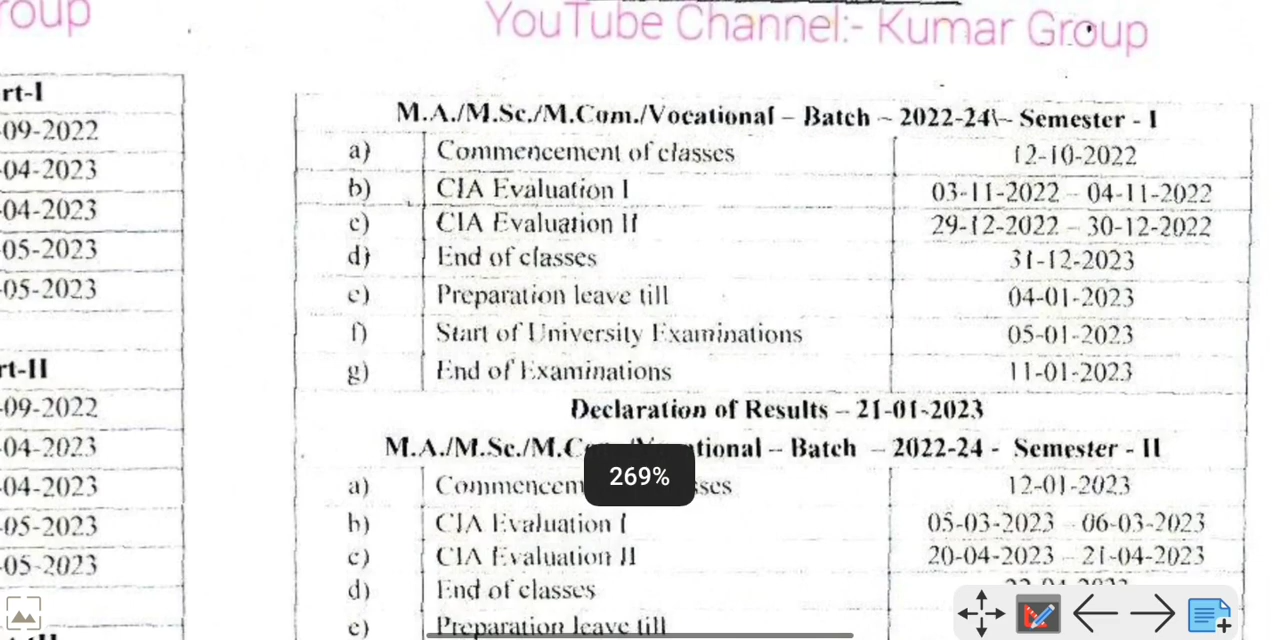 roup
YouTube Channel:- Kumar Group
rt-I
-09-2022
-04-2023
-04-2023
-05-2023
-05-2023
rt-II
-09-2022
-04-2023
-04-2023
-05-2023
-05-2023
M.A./M.Sc./M.Com./Vocational – Batch – 2022-24 – Semester - I
a) Commencement of classes 12-10-2022
b) CIA Evaluation I 03-11-2022 – 04-11-2022
c) CIA Evaluation II 29-12-2022 – 30-12-2022
d) End of classes 31-12-2023
e) Preparation leave till 04-01-2023
f) Start of University Examinations 05-01-2023
g) End of Examinations 11-01-2023
Declaration of Results – 21-01-2023
M.A./M.Sc./M.C tional – Batch – 2022-24 - Semester - II
269%
a) Commencem sses 12-01-2023
b) CIA Evaluation I 05-03-2023 – 06-03-2023
c) CIA Evaluation II 20-04-2023 – 21-04-2023
d) End of classes
e) Preparation leave till